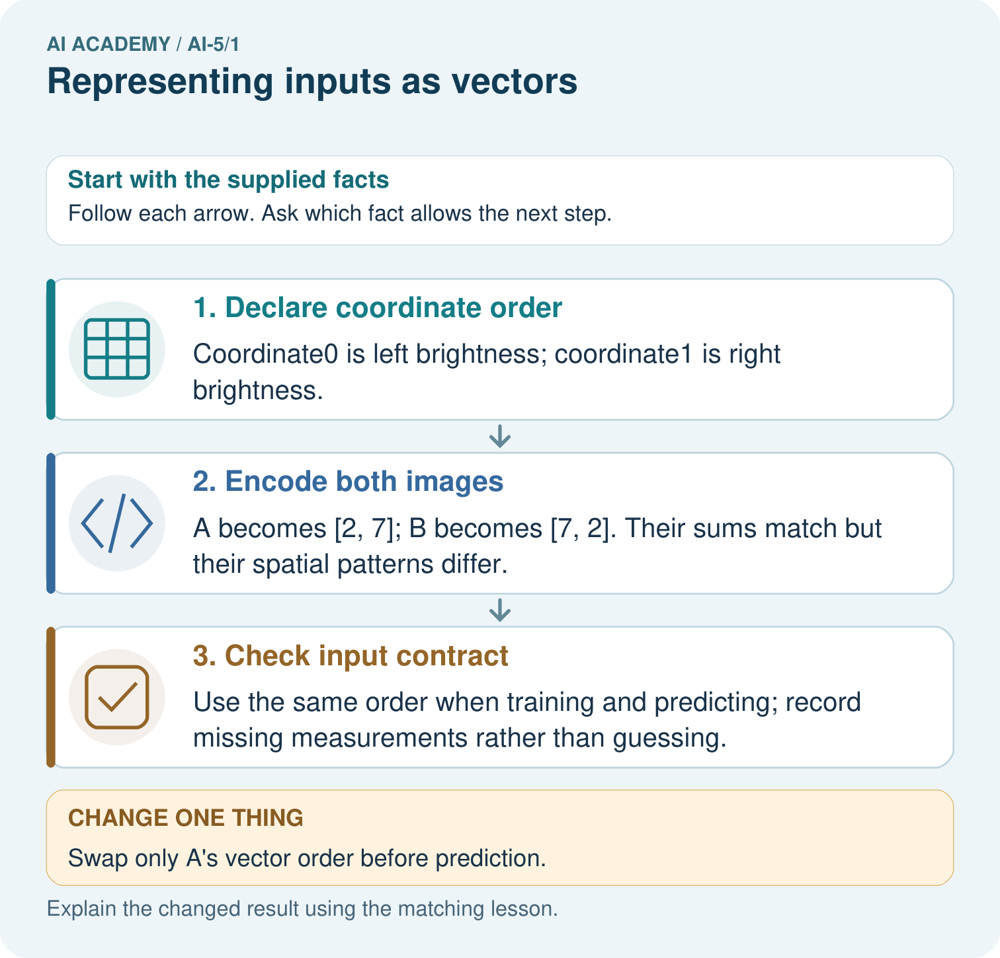 AI ACADEMY / AI-5/1
Representing inputs as vectors
Start with the supplied facts
Follow each arrow. Ask which fact allows the next step.
1. Declare coordinate order
Coordinate0 is left brightness; coordinate1 is right
brightness.
2. Encode both images
A becomes [2, 7]; B becomes [7, 2]. Their sums match but
their spatial patterns differ.
3. Check input contract
Use the same order when training and predicting; record
missing measurements rather than guessing.
CHANGE ONE THING
Swap only A's vector order before prediction.
Explain the changed result using the matching lesson.